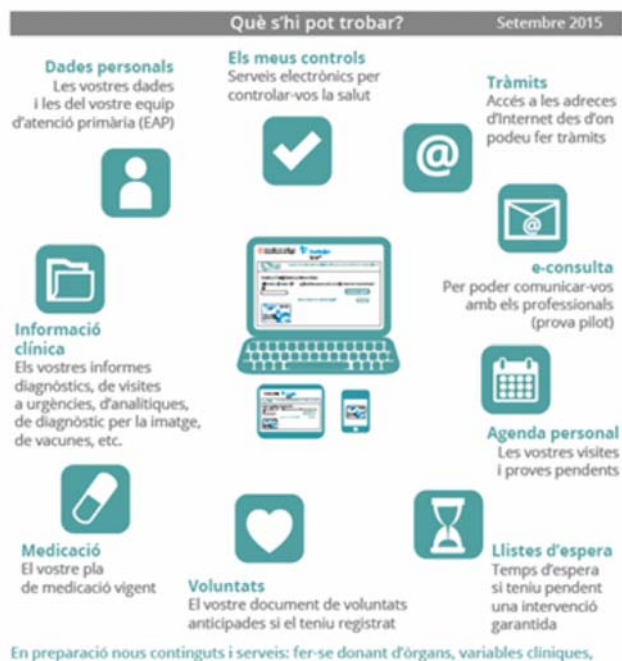 Què s'hi pot trobar?
Setembre 2015
Dades personals
Les vostres dades
i les del vostre equip
d'atenció primària (EAP)
Els meus controls
Serveis electrònics per
controlar-vos la salut
Tràmits
Accés a les adreces
d'Internet des d'on
podeu fer tràmits
e-consulta
Per poder comunicar-vos
amb els professionals
(prova pilot)
Informació
clínica
Els vostres informes
diagnòstics, de visites
a urgències, d'analítiques,
de diagnòstic per la imatge,
de vacunes, etc.
Agenda personal
Les vostres visites
i proves pendents
Medicació
El vostre pla
de medicació vigent
Voluntats
El vostre document de voluntats
anticipades si el teniu registrat
Llistes d'espera
Temps d'espera
si teniu pendent
una intervenció
garantida
En preparació nous continguts i serveis: fer-se donant d'òrgans, variables clíniques,